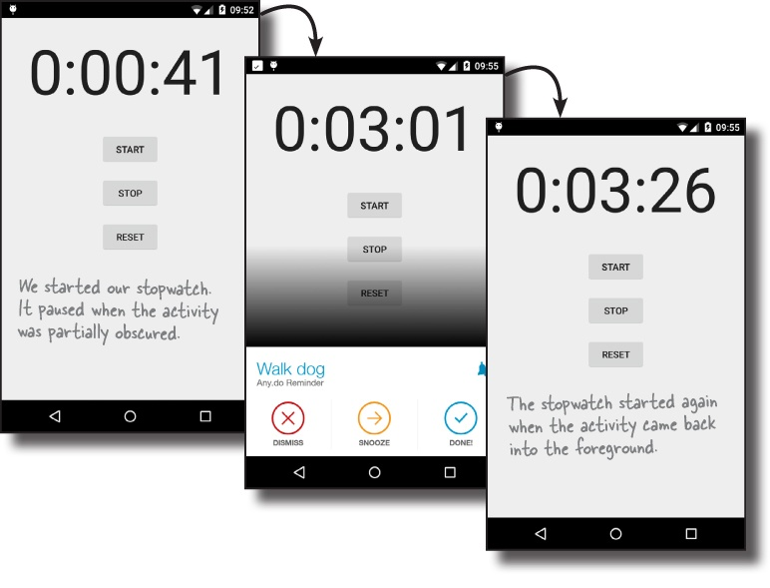 09:52
0:00:41
START
STOP
RESET
We started our stopwatch.
It paused when the activity
was partially obscured.
09:55
0:03:01
START
STOP
RESET
Walk dog
Any.do Reminder
DISMISS
SNOOZE
DONE!
09:55
0:03:26
START
STOP
RESET
The stopwatch started again
when the activity came back
into the foreground.